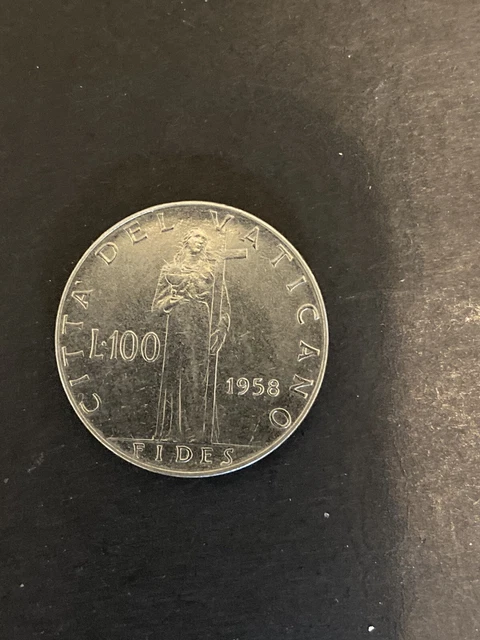 CITTA' DEL VATICANO
L·100
1958
FIDES